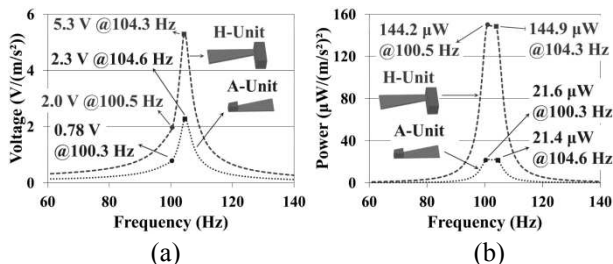 (a)
Voltage (V/(m/s²))
6
4
2
0
5.3 V @104.3 Hz
H-Unit
2.3 V @104.6 Hz
A-Unit
2.0 V @100.5 Hz
0.78 V
@100.3 Hz
60 80 100 120 140
Frequency (Hz)
(a)
(b)
Power (µW/(m/s²)²)
160
120
80
40
0
144.2 µW
@100.5 Hz
144.9 µW
@104.3 Hz
H-Unit
21.6 µW
@100.3 Hz
A-Unit
21.4 µW
@104.6 Hz
60 80 100 120 140
Frequency (Hz)
(b)